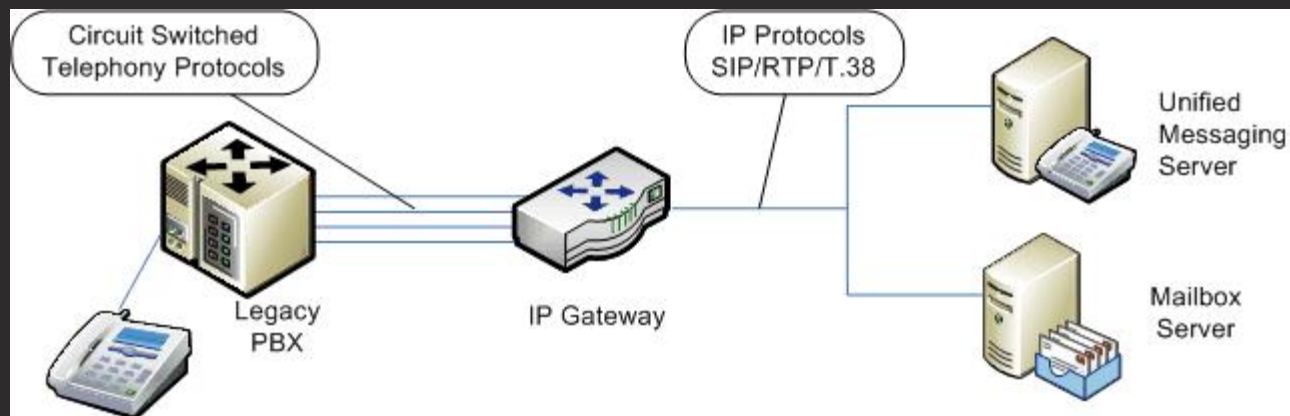 Circuit Switched
Telephony Protocols
IP Protocols
SIP/RTP/T.38
Unified
Messaging
Server
Legacy
PBX
IP Gateway
Mailbox
Server